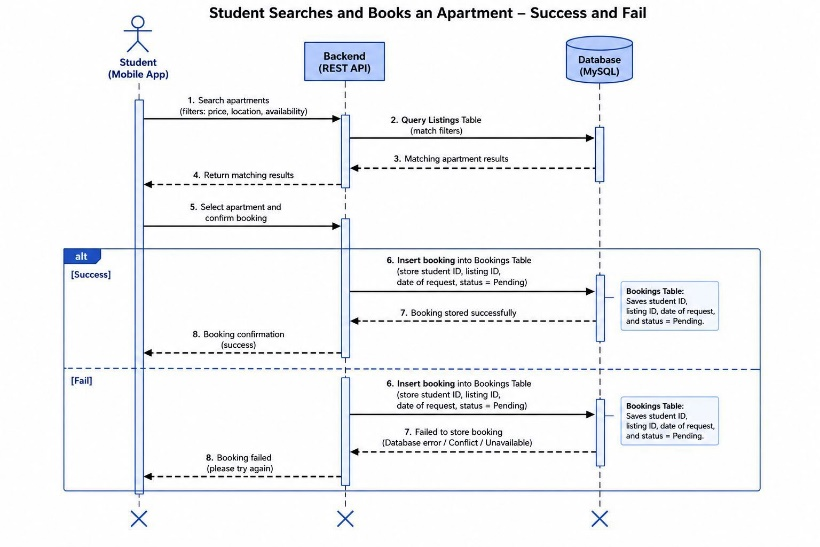 Student Searches and Books an Apartment – Success and Fail
Student
(Mobile App)
Backend
(REST API)
Database
(MySQL)
1. Search apartments
(filters: price, location, availability)
2. Query Listings Table
(match filters)
3. Matching apartment results
4. Return matching results
5. Select apartment and
confirm booking
alt
[Success]
6. Insert booking into Bookings Table
(store student ID, listing ID,
date of request, status = Pending)
Bookings Table:
Saves student ID,
listing ID, date of request,
and status = Pending.
7. Booking stored successfully
8. Booking confirmation
(success)
[Fail]
6. Insert booking into Bookings Table
(store student ID, listing ID,
date of request, status = Pending)
Bookings Table:
Saves student ID,
listing ID, date of request,
and status = Pending.
7. Failed to store booking
(Database error / Conflict / Unavailable)
8. Booking failed
(please try again)